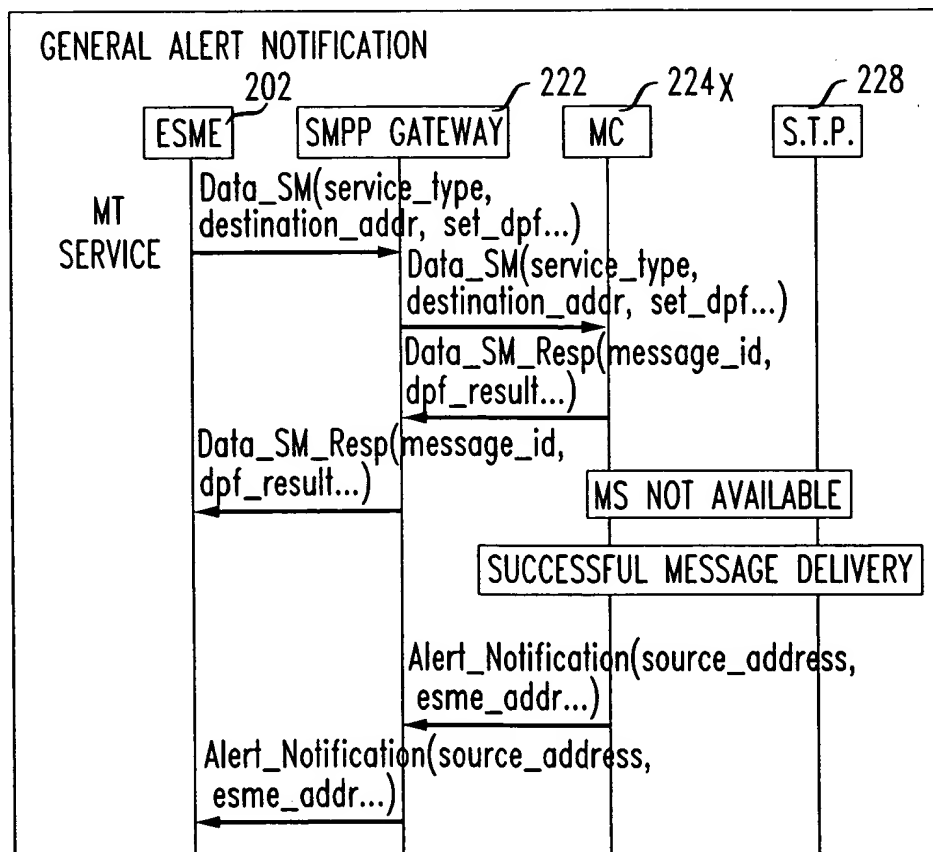 GENERAL ALERT NOTIFICATION
202
222
224X
228
ESME
SMPP GATEWAY
MC
S.T.P.
MT
SERVICE
Data_SM(service_type,
destination_addr, set_dpf...)
Data_SM(service_type,
destination_addr, set_dpf...)
Data_SM_Resp(message_id,
dpf_result...)
Data_SM_Resp(message_id,
dpf_result...)
MS NOT AVAILABLE
SUCCESSFUL MESSAGE DELIVERY
Alert_Notification(source_address,
esme_addr...)
Alert_Notification(source_address,
esme_addr...)